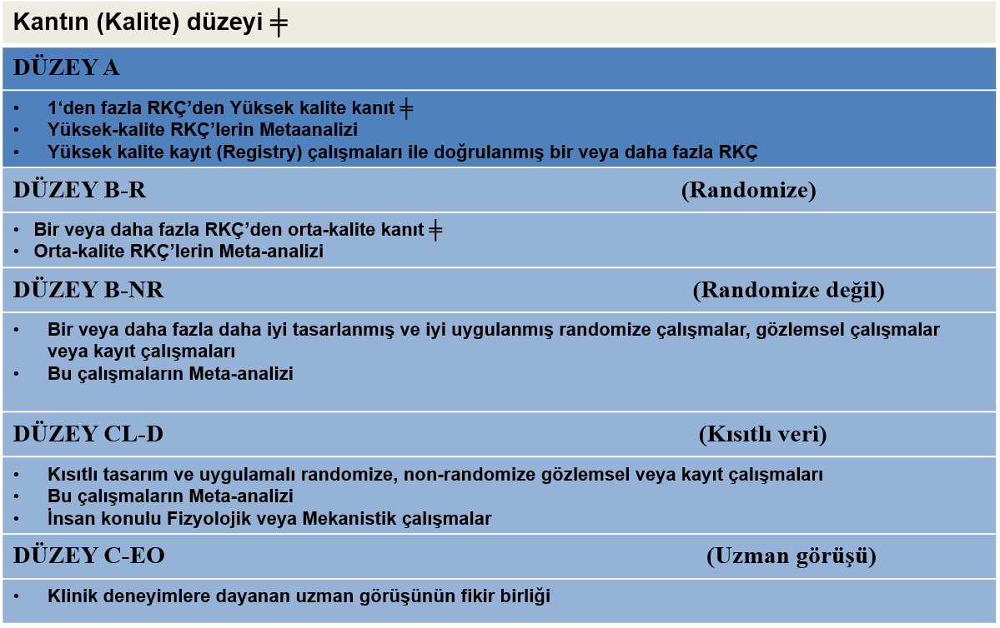 Kantın (Kalite) düzeyi ╪
DÜZEY A
• 1‘den fazla RKÇ’den Yüksek kalite kanıt ╪
• Yüksek-kalite RKÇ’lerin Metaanalizi
• Yüksek kalite kayıt (Registry) çalışmaları ile doğrulanmış bir veya daha fazla RKÇ
DÜZEY B-R (Randomize)
• Bir veya daha fazla RKÇ’den orta-kalite kanıt ╪
• Orta-kalite RKÇ’lerin Meta-analizi
DÜZEY B-NR (Randomize değil)
• Bir veya daha fazla daha iyi tasarlanmış ve iyi uygulanmış randomize çalışmalar, gözlemsel çalışmalar
veya kayıt çalışmaları
• Bu çalışmaların Meta-analizi
DÜZEY CL-D (Kısıtlı veri)
• Kısıtlı tasarım ve uygulamalı randomize, non-randomize gözlemsel veya kayıt çalışmaları
• Bu çalışmaların Meta-analizi
• İnsan konulu Fizyolojik veya Mekanistik çalışmalar
DÜZEY C-EO (Uzman görüşü)
• Klinik deneyimlere dayanan uzman görüşünün fikir birliği